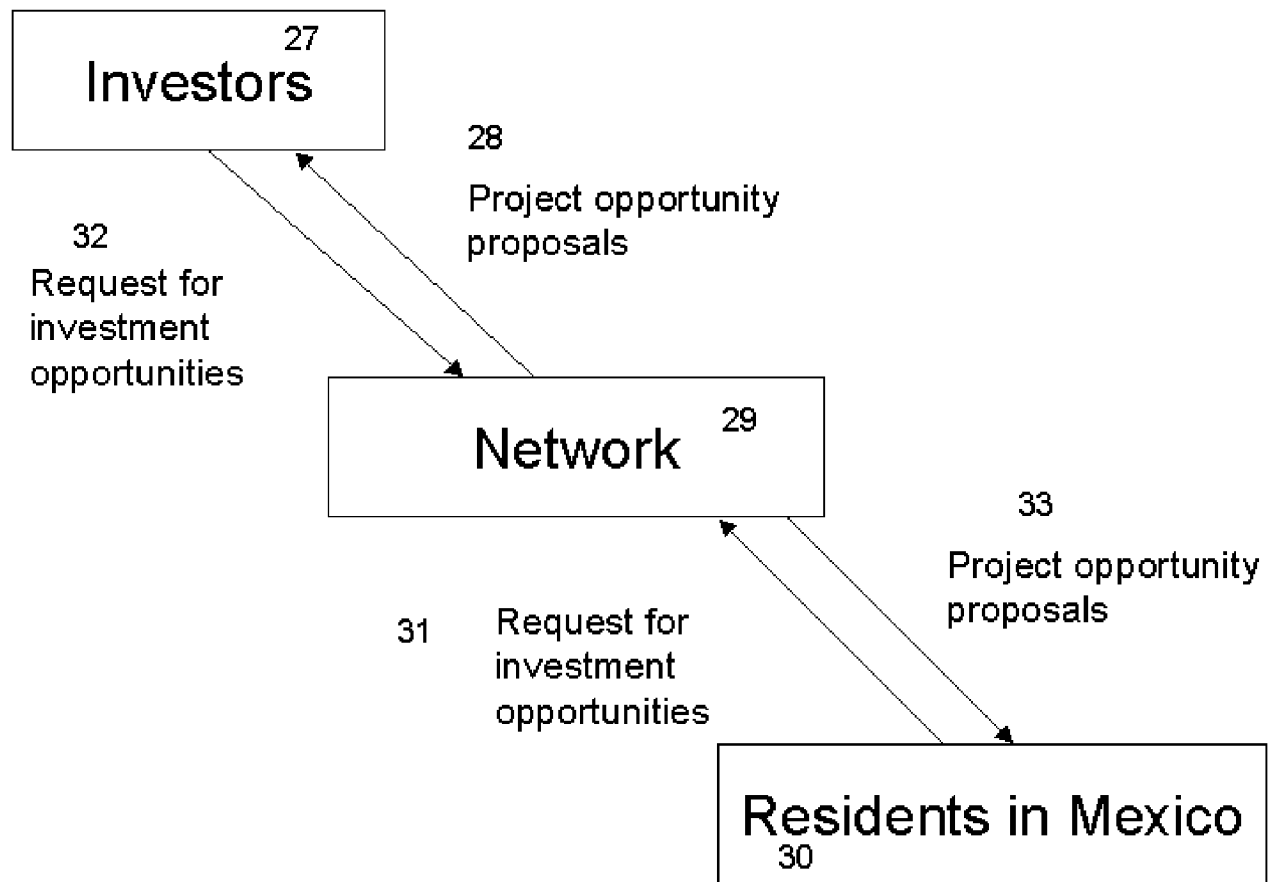 27
Investors
28
Project opportunity
proposals
32
Request for
investment
opportunities
Network 29
33
Project opportunity
proposals
31
Request for
investment
opportunities
Residents in Mexico
30